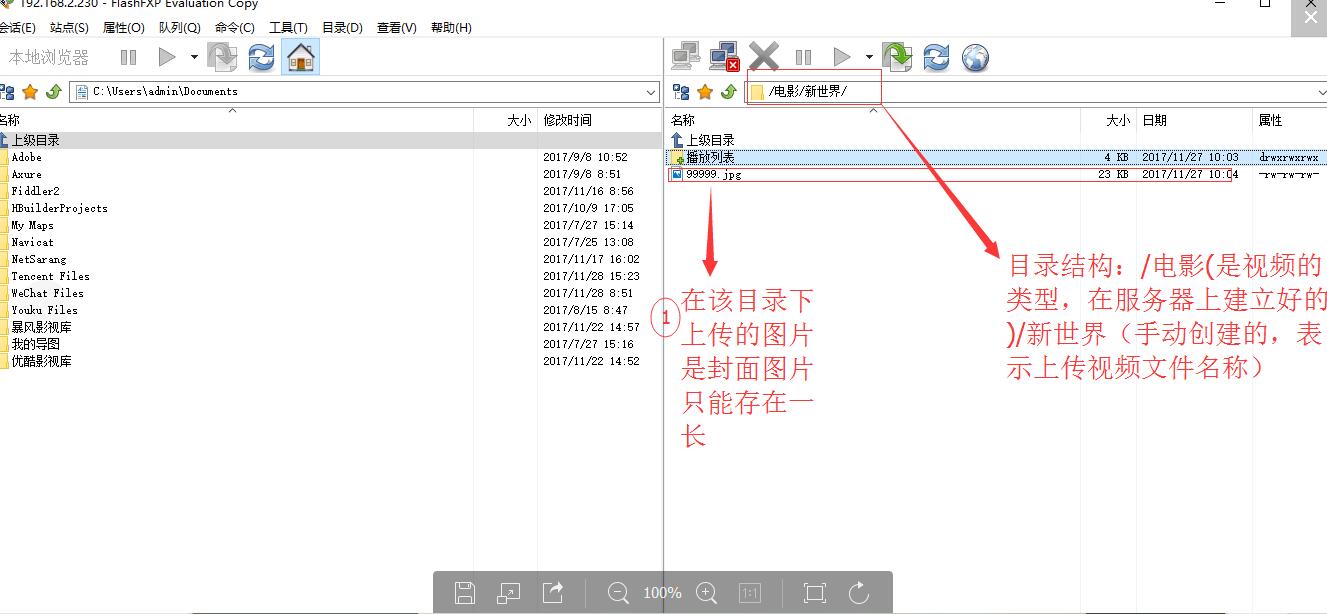 192.168.2.230 - FlashFXP Evaluation Copy
会话(E) 站点(S) 属性(O) 队列(Q) 命令(C) 工具(T) 目录(D) 查看(V) 帮助(H)
本地浏览器
C:\Users\admin\Documents
/电影/新世界/
名称 大小 修改时间
名称 大小 日期 属性
上级目录
上级目录
Adobe 2017/9/8 10:52
播放列表 4 KB 2017/11/27 10:03 drwxrwxrwx
Axure 2017/9/8 8:51
99999.jpg 23 KB 2017/11/27 10:04 -rw-rw-rw-
Fiddler2 2017/11/16 8:56
HBuilderProjects 2017/10/9 17:05
My Maps 2017/7/27 15:14
Navicat 2017/7/25 13:08
NetSarang 2017/11/17 16:02
Tencent Files 2017/11/28 15:23
WeChat Files 2017/11/28 8:51
Youku Files 2017/8/15 8:47
暴风影视库 2017/11/22 14:57
我的导图 2017/7/27 15:16
优酷影视库 2017/11/22 14:52
1
在该目录下
上传的图片
是封面图片
只能存在一
长
目录结构：/电影(是视频的
类型，在服务器上建立好的
)/新世界（手动创建的，表
示上传视频文件名称）
100%
1:1